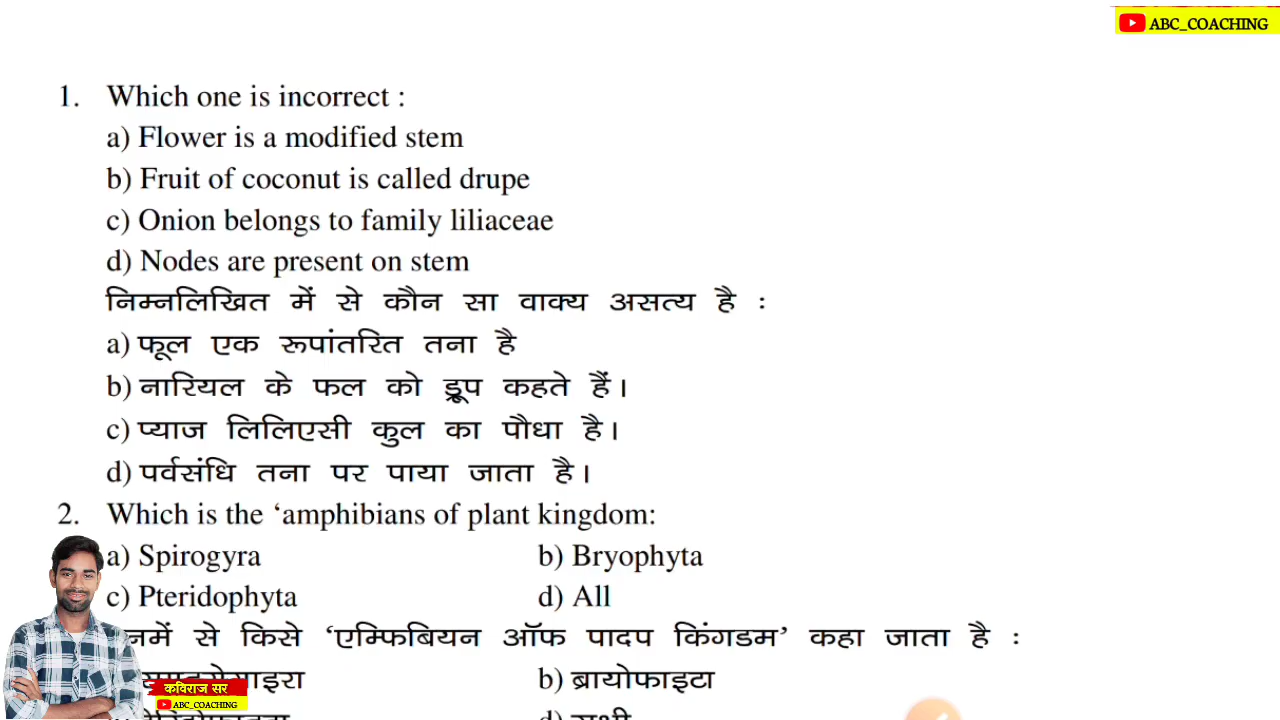 ABC_COACHING
1. Which one is incorrect :
a) Flower is a modified stem
b) Fruit of coconut is called drupe
c) Onion belongs to family liliaceae
d) Nodes are present on stem
निम्नलिखित में से कौन सा वाक्य असत्य है :
a) फूल एक रूपांतरित तना है
b) नारियल के फल को ड्रूप कहते हैं।
c) प्याज लिलिएसी कुल का पौधा है।
d) पर्वसंधि तना पर पाया जाता है।
2. Which is the ‘amphibians of plant kingdom:
a) Spirogyra b) Bryophyta
c) Pteridophyta d) All
से किसे ‘एम्फिबियन ऑफ पादप किंगडम’ कहा जाता है :
b) ब्रायोफाइटा
d) सभी
कविराज सर
ABC_COACHING